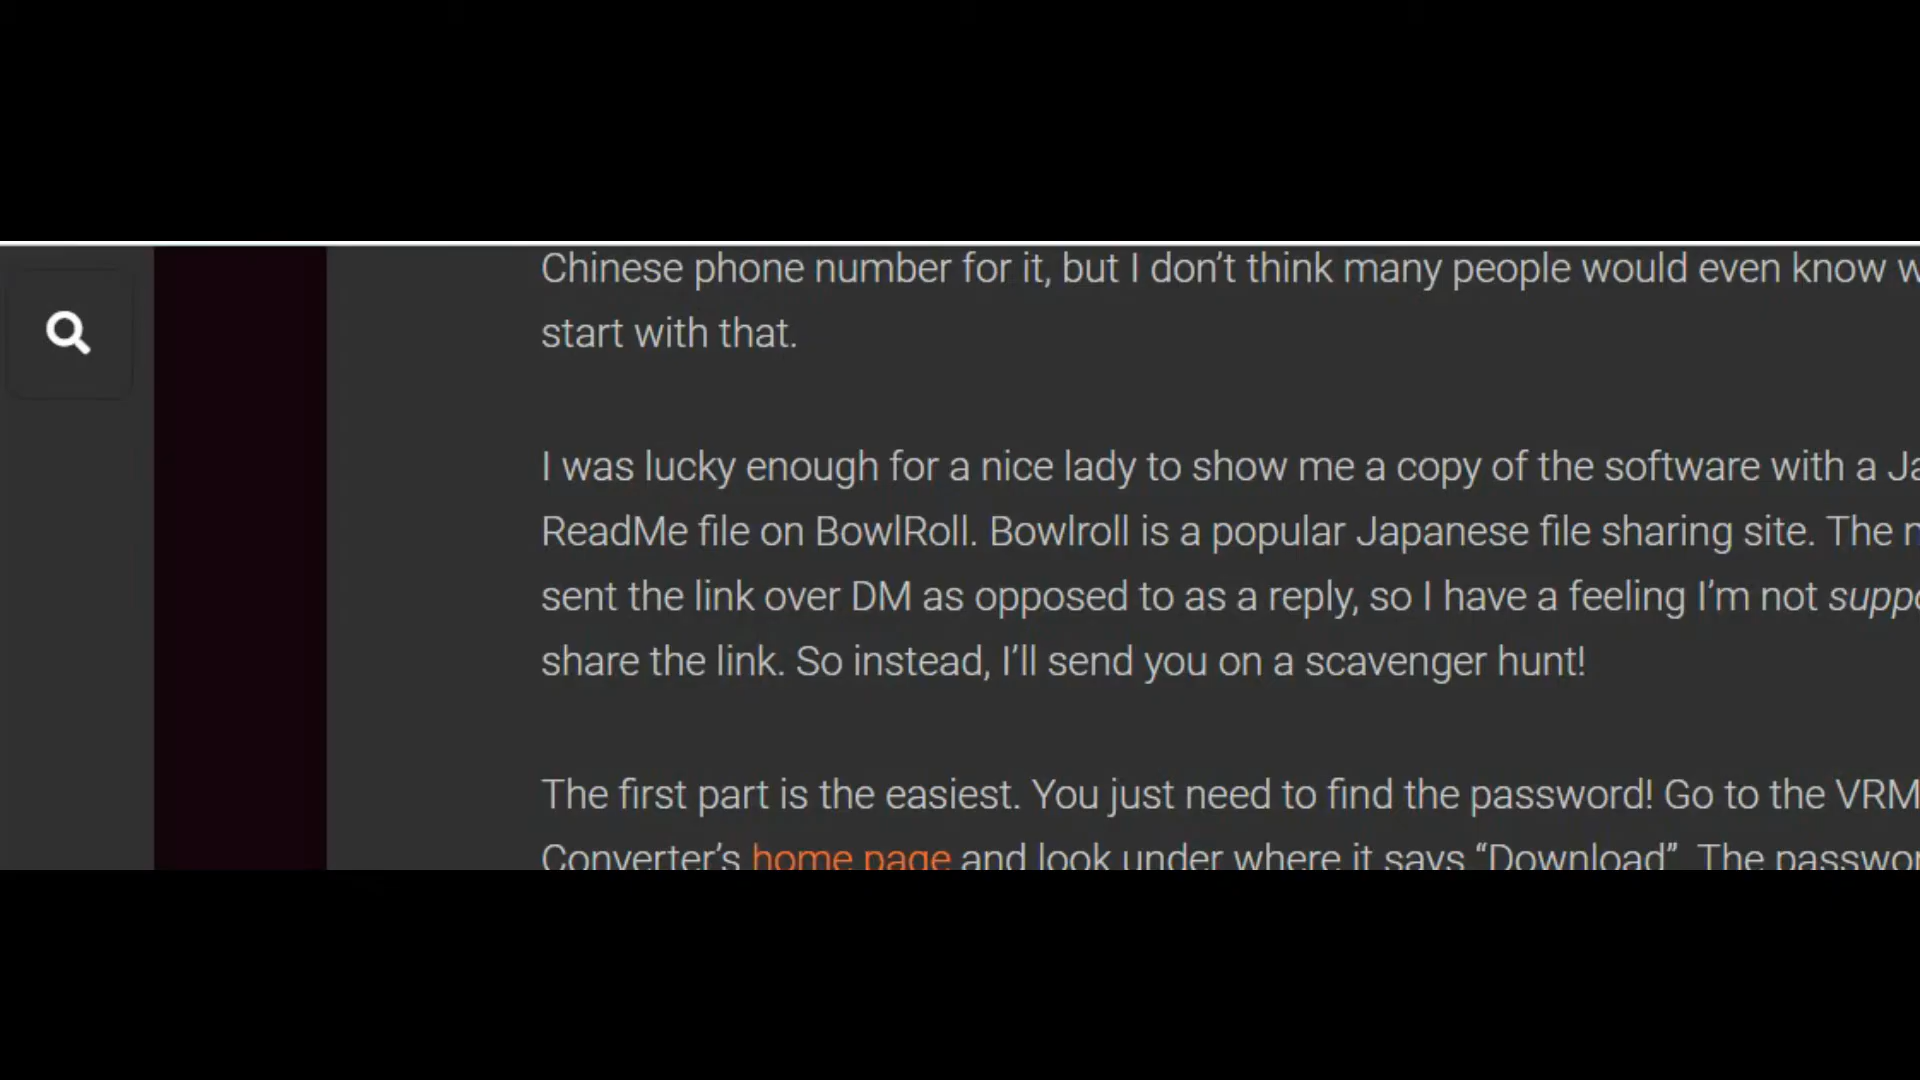 Chinese phone number for it, but I don’t think many people would even know
start with that.
I was lucky enough for a nice lady to show me a copy of the software with a
ReadMe file on BowlRoll. Bowlroll is a popular Japanese file sharing site. The
sent the link over DM as opposed to as a reply, so I have a feeling I’m not
share the link. So instead, I’ll send you on a scavenger hunt!
The first part is the easiest. You just need to find the password! Go to the VRM
Converter’s home page and look under where it says “Download”. The